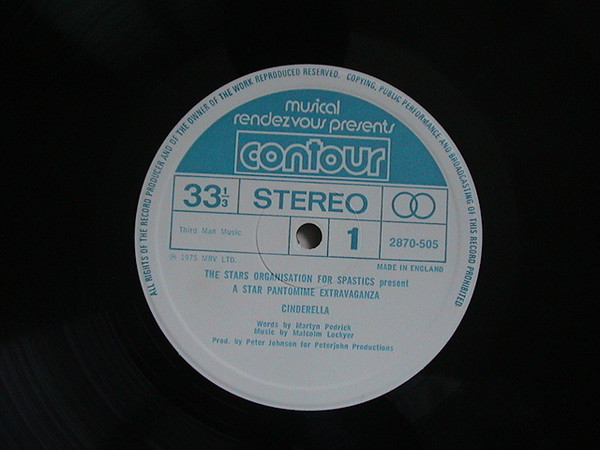 ALL RIGHTS OF THE RECORD PRODUCER AND OF THE OWNER OF THE WORK REPRODUCED RESERVED. COPYING, PUBLIC PERFORMANCE AND BROADCASTING OF THIS RECORD PROHIBITED
musical
rendezvous presents
contour
33 1/3 STEREO
Third Man Music 1 2870-505
℗ 1975 MRV LTD. MADE IN ENGLAND
THE STARS ORGANISATION FOR SPASTICS present
A STAR PANTOMIME EXTRAVAGANZA
CINDERELLA
Words by Martyn Pedrick
Music by Malcolm Lockyer
Prod. by Peter Johnson for Peterjohn Productions